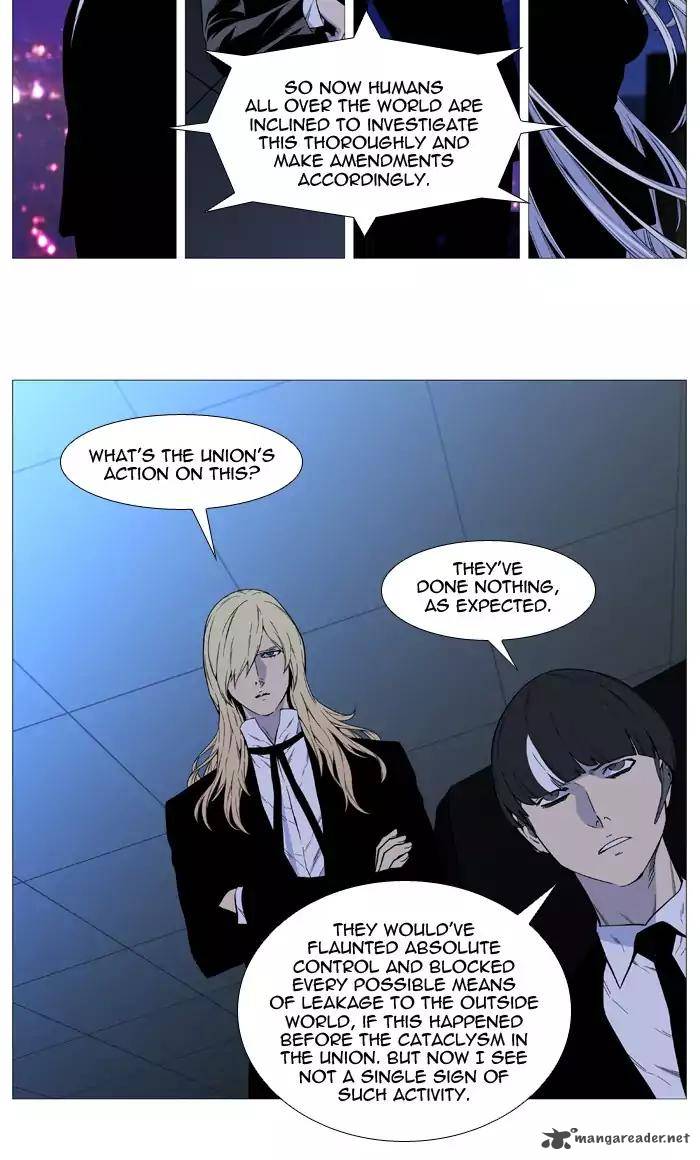 SO NOW HUMANS
ALL OVER THE WORLD ARE
INCLINED TO INVESTIGATE
THIS THOROUGHLY AND
MAKE AMENDMENTS
ACCORDINGLY.
WHAT'S THE UNION'S
ACTION ON THIS?
THEY'VE
DONE NOTHING,
AS EXPECTED.
THEY WOULD'VE
FLAUNTED ABSOLUTE
CONTROL AND BLOCKED
EVERY POSSIBLE MEANS
OF LEAKAGE TO THE OUTSIDE
WORLD, IF THIS HAPPENED
BEFORE THE CATACLYSM IN
THE UNION. BUT NOW I SEE
NOT A SINGLE SIGN OF
SUCH ACTIVITY.
mangareader.net